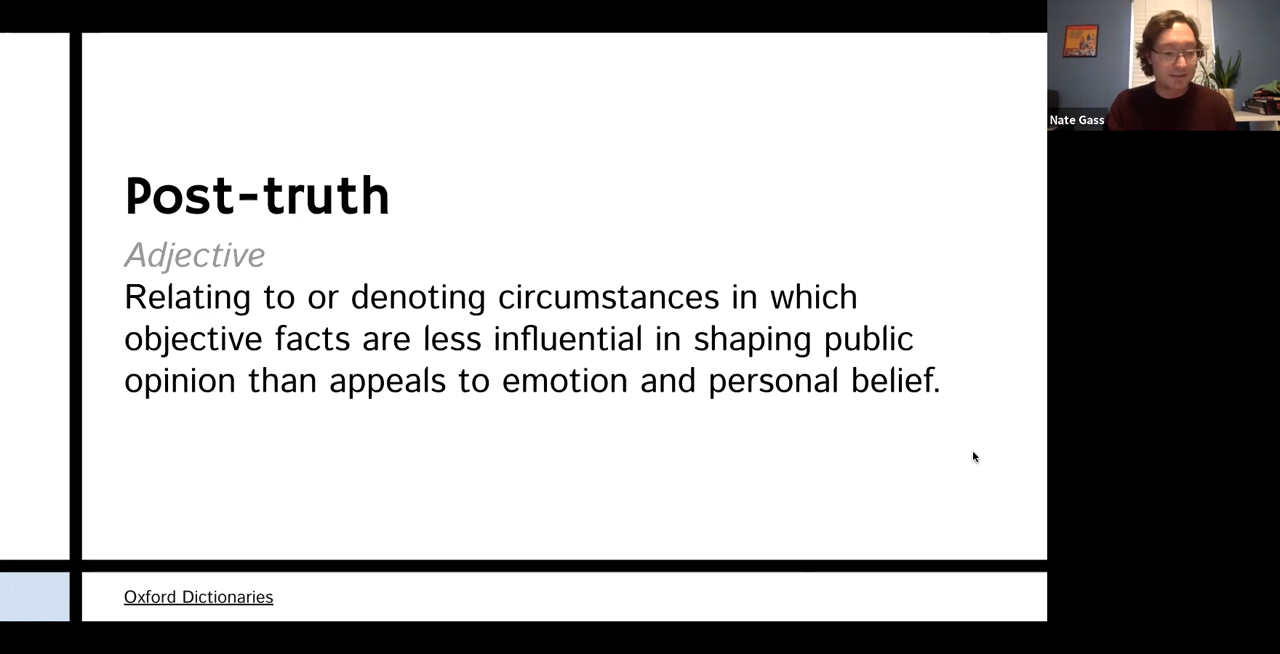 Post-truth
Adjective
Relating to or denoting circumstances in which
objective facts are less influential in shaping public
opinion than appeals to emotion and personal belief.
Oxford Dictionaries
Nate Gass